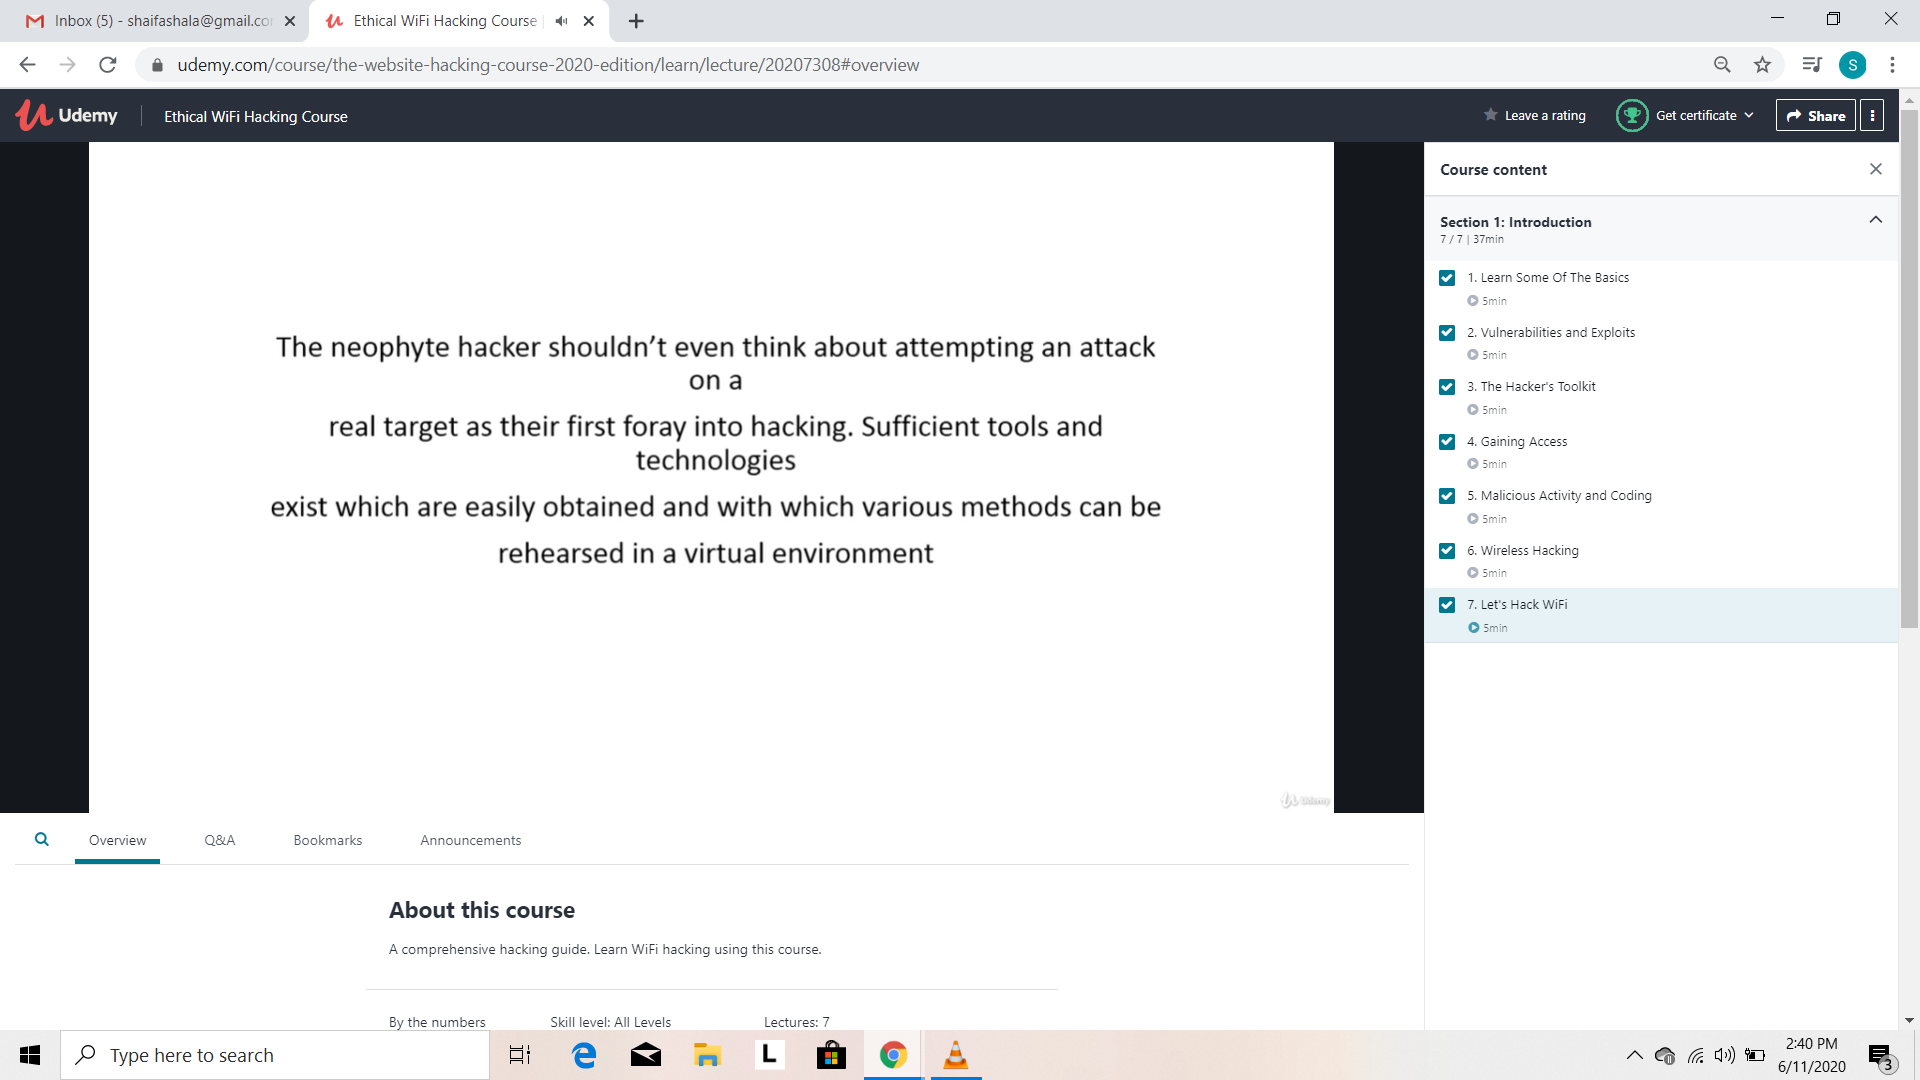 Inbox (5) - shaifashala@gmail.cor
Ethical WiFi Hacking Course
udemy.com/course/the-website-hacking-course-2020-edition/learn/lecture/20207308#overview
S
Udemy
Ethical WiFi Hacking Course
Leave a rating
Get certificate
Share
The neophyte hacker shouldn’t even think about attempting an attack
on a
real target as their first foray into hacking. Sufficient tools and
technologies
exist which are easily obtained and with which various methods can be
rehearsed in a virtual environment
Udemy
Course content
Section 1: Introduction
7 / 7 | 37min
1. Learn Some Of The Basics
5min
2. Vulnerabilities and Exploits
5min
3. The Hacker's Toolkit
5min
4. Gaining Access
5min
5. Malicious Activity and Coding
5min
6. Wireless Hacking
5min
7. Let's Hack WiFi
5min
Overview
Q&A
Bookmarks
Announcements
About this course
A comprehensive hacking guide. Learn WiFi hacking using this course.
By the numbers
Skill level: All Levels
Lectures: 7
Type here to search
L
2:40 PM
6/11/2020
3